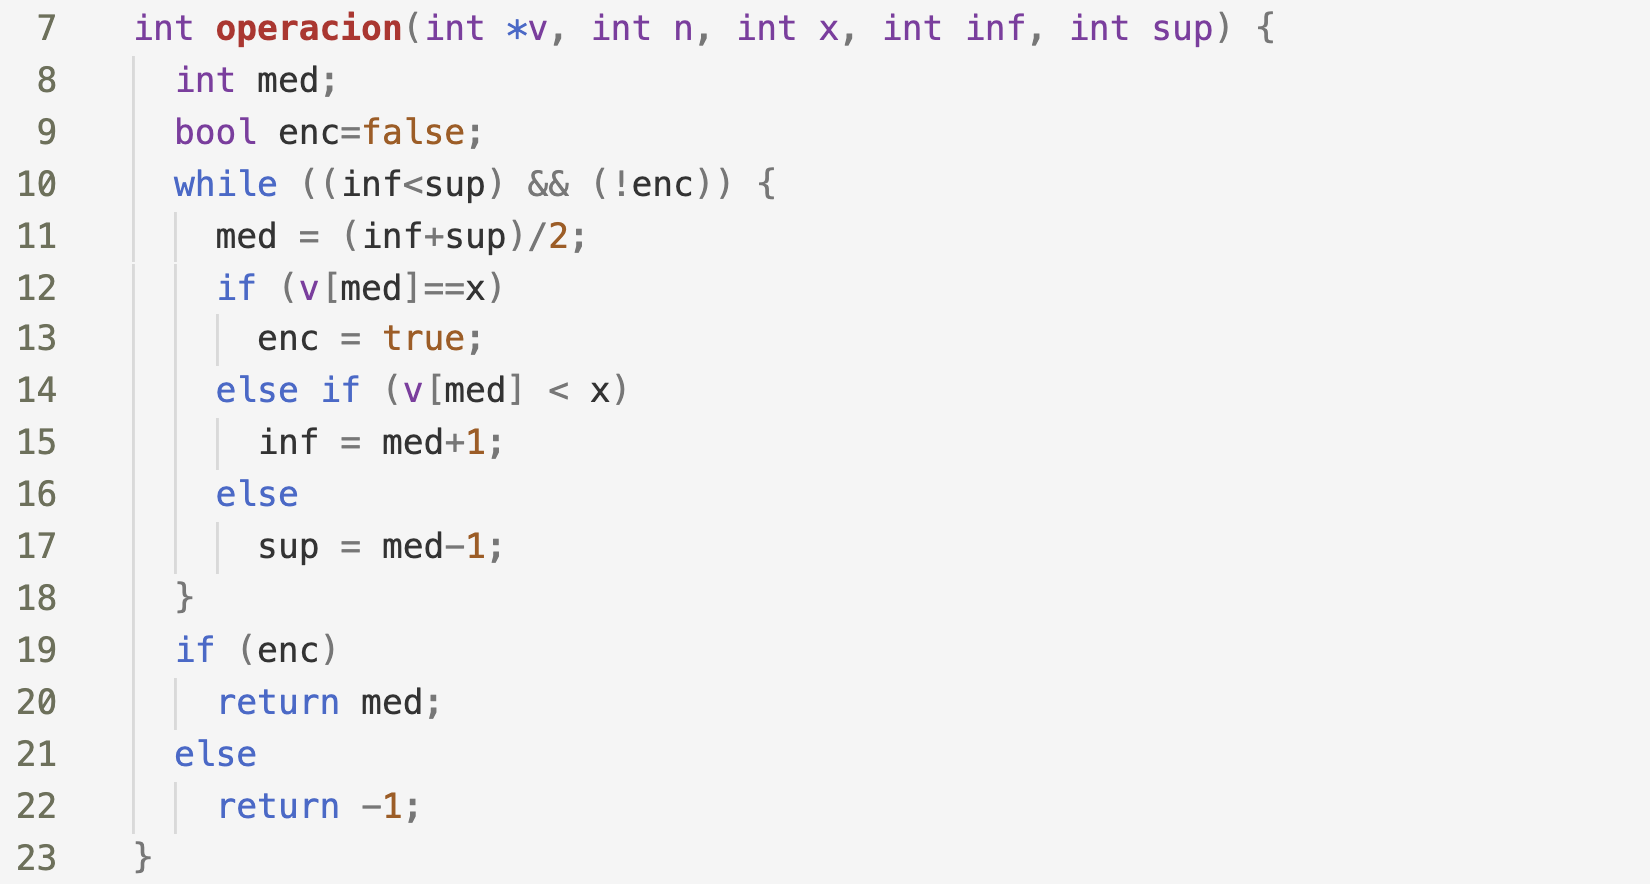 7 int operacion(int *v, int n, int x, int inf, int sup) {
8 int med;
9 bool enc=false;
10 while ((inf<sup) && (!enc)) {
11 med = (inf+sup)/2;
12 if (v[med]==x)
13 enc = true;
14 else if (v[med] < x)
15 inf = med+1;
16 else
17 sup = med-1;
18 }
19 if (enc)
20 return med;
21 else
22 return -1;
23 }